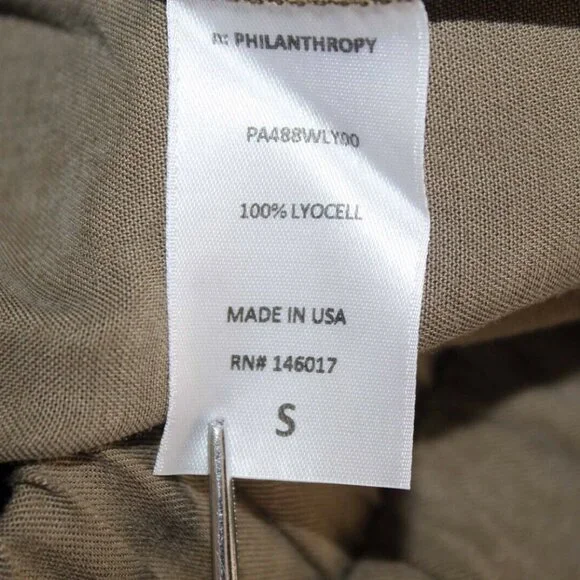 PHILANTHROPY
PA488WLY00
100% LYOCELL
MADE IN USA
RN# 146017
S